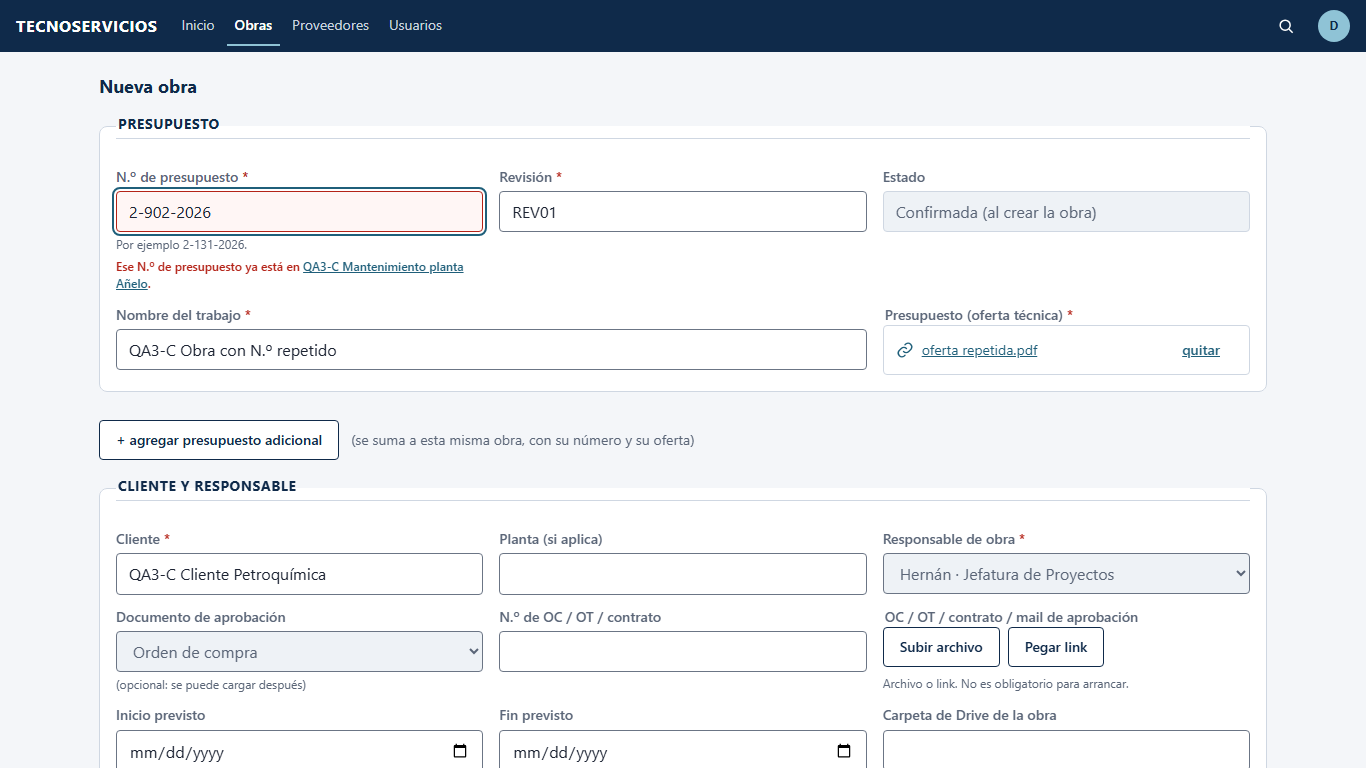 TECNOSERVICIOS Inicio Obras Proveedores Usuarios D
Nueva obra
PRESUPUESTO
N.º de presupuesto * Revisión * Estado
2-902-2026 REV01 Confirmada (al crear la obra)
Por ejemplo 2-131-2026.
Ese N.º de presupuesto ya está en QA3-C Mantenimiento planta
Añelo.
Nombre del trabajo * Presupuesto (oferta técnica) *
QA3-C Obra con N.º repetido oferta repetida.pdf quitar
+ agregar presupuesto adicional (se suma a esta misma obra, con su número y su oferta)
CLIENTE Y RESPONSABLE
Cliente * Planta (si aplica) Responsable de obra *
QA3-C Cliente Petroquímica Hernán · Jefatura de Proyectos
Documento de aprobación N.º de OC / OT / contrato OC / OT / contrato / mail de aprobación
Orden de compra Subir archivo Pegar link
(opcional: se puede cargar después) Archivo o link. No es obligatorio para arrancar.
Inicio previsto Fin previsto Carpeta de Drive de la obra
mm/dd/yyyy mm/dd/yyyy